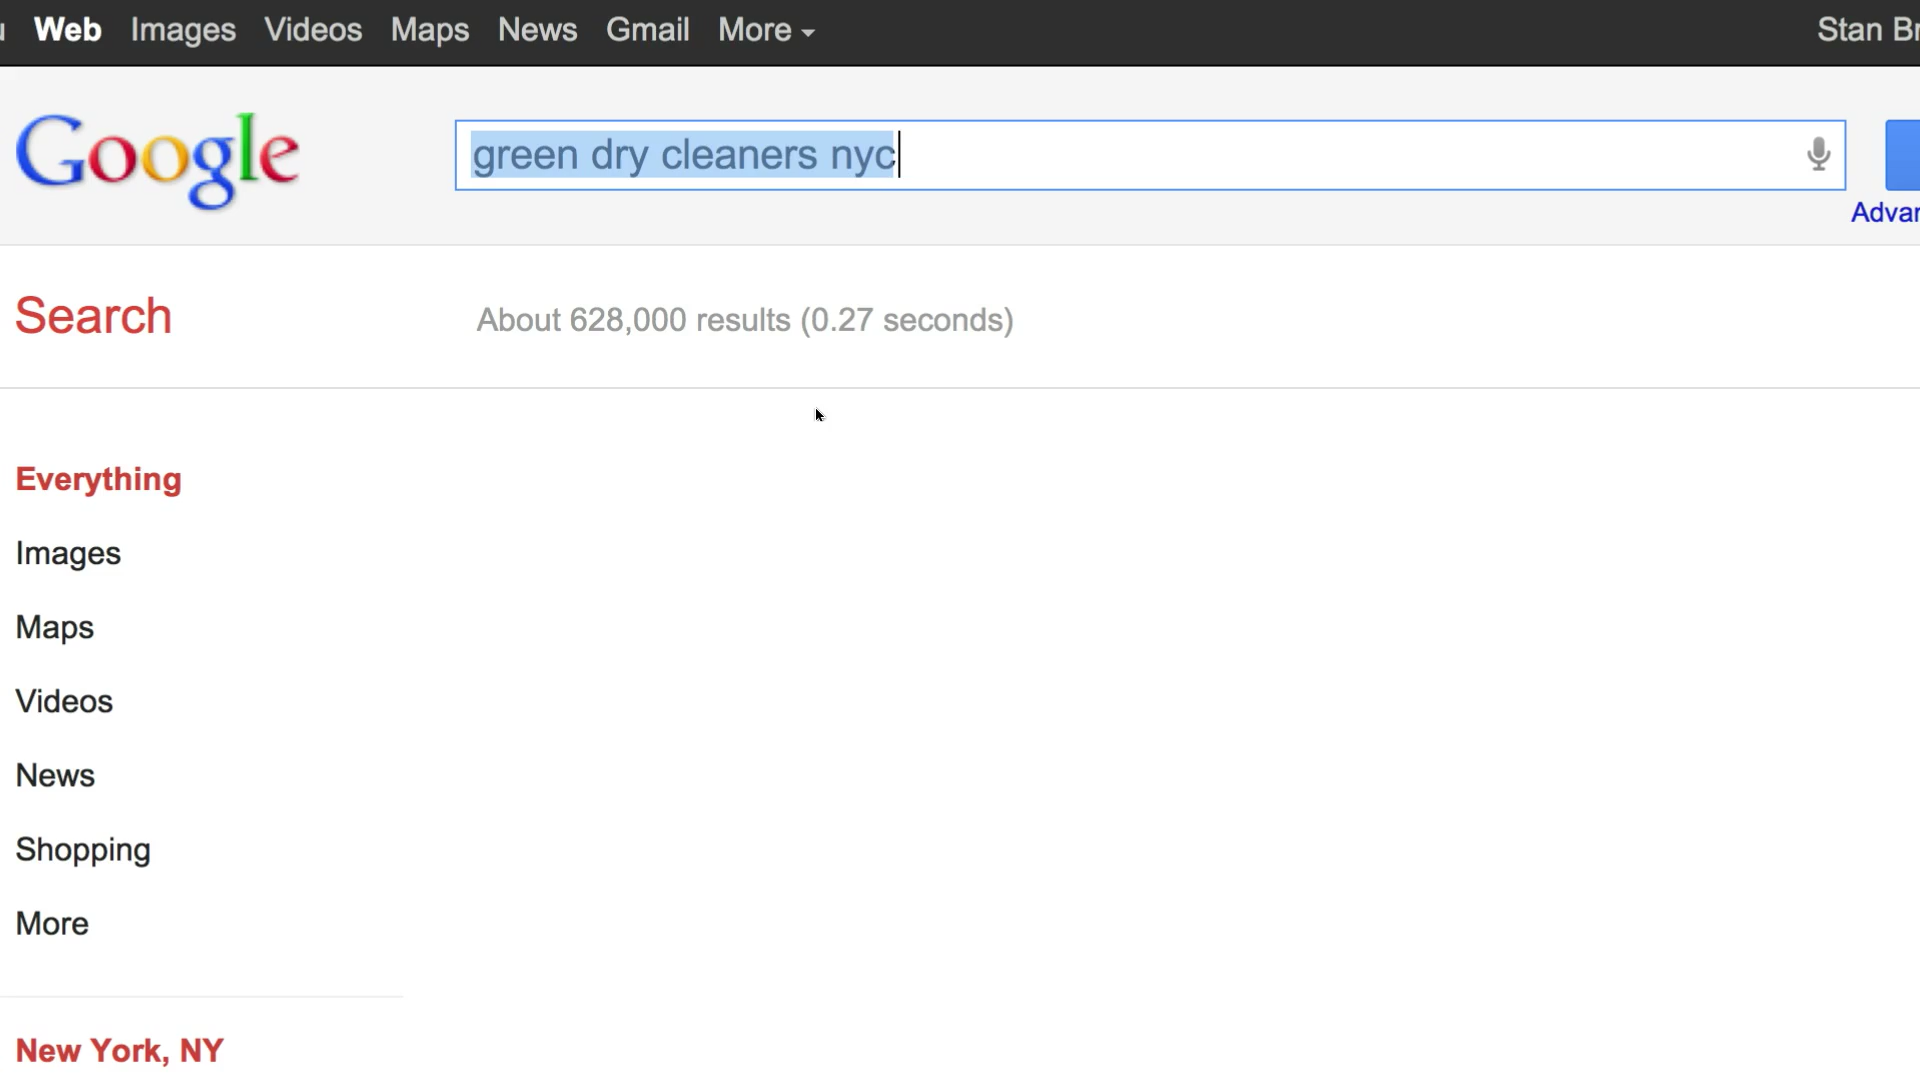 Web Images Videos Maps News Gmail More
Stan
Google
green dry cleaners nyc
Search
About 628,000 results (0.27 seconds)
Everything
Images
Maps
Videos
News
Shopping
More
New York, NY